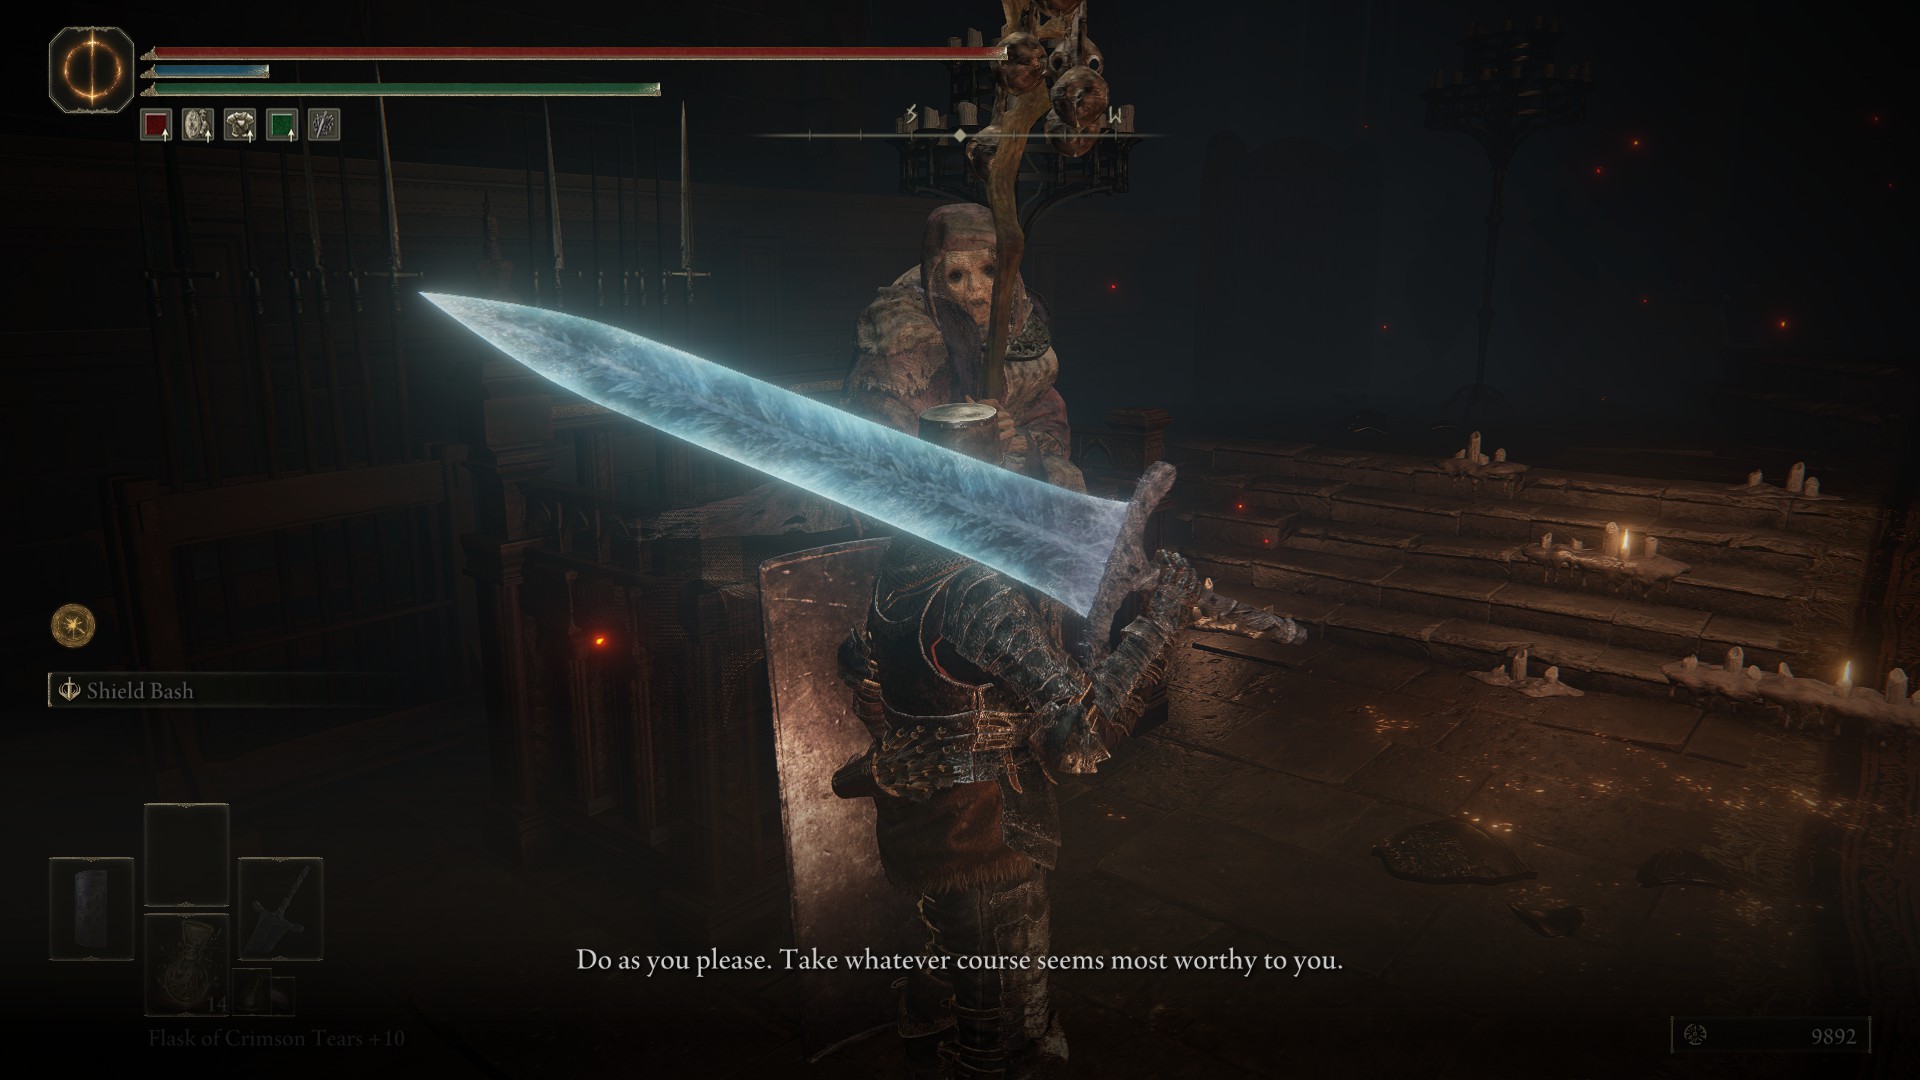 S
W
Shield Bash
Do as you please. Take whatever course seems most worthy to you.
14
Flask of Crimson Tears +10
9892